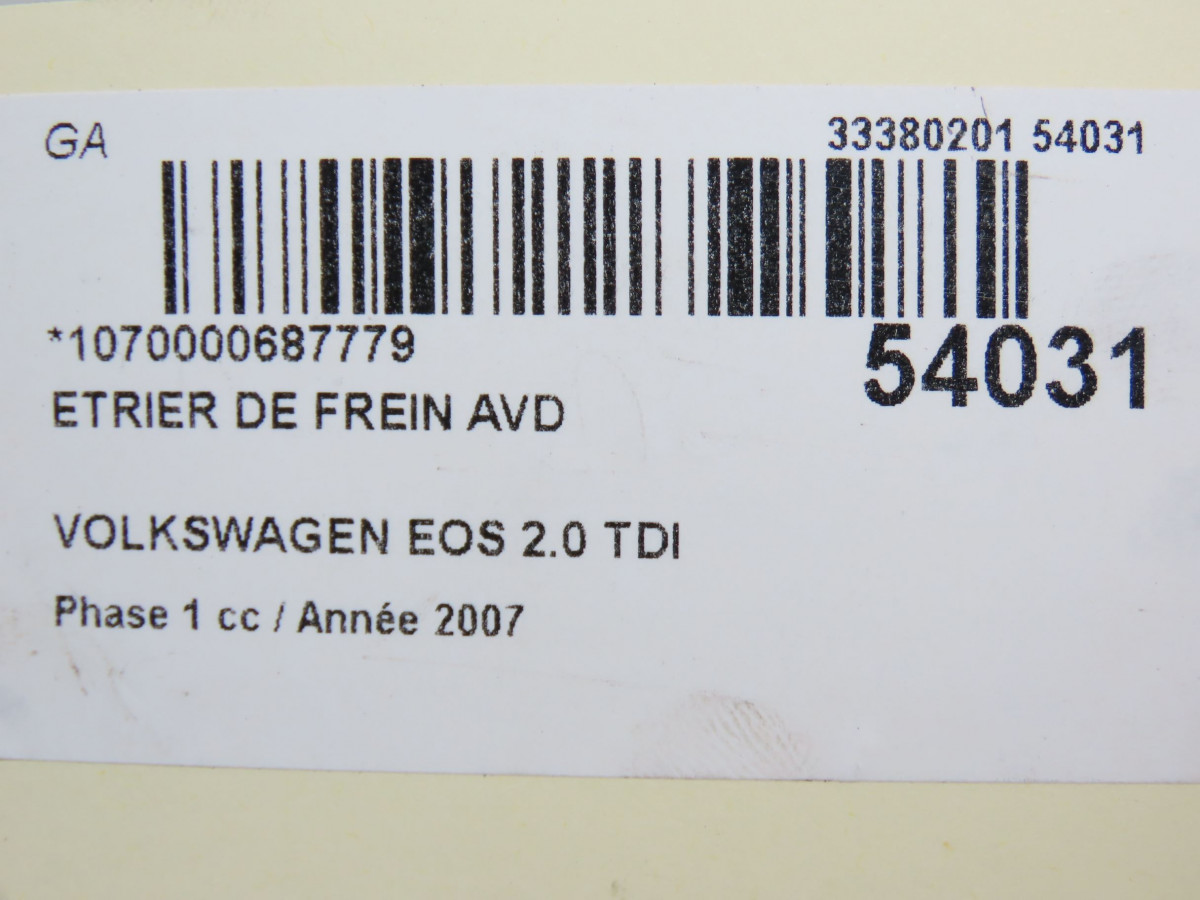 GA
33380201 54031
*1070000687779
54031
ETRIER DE FREIN AVD
VOLKSWAGEN EOS 2.0 TDI
Phase 1 cc / Année 2007